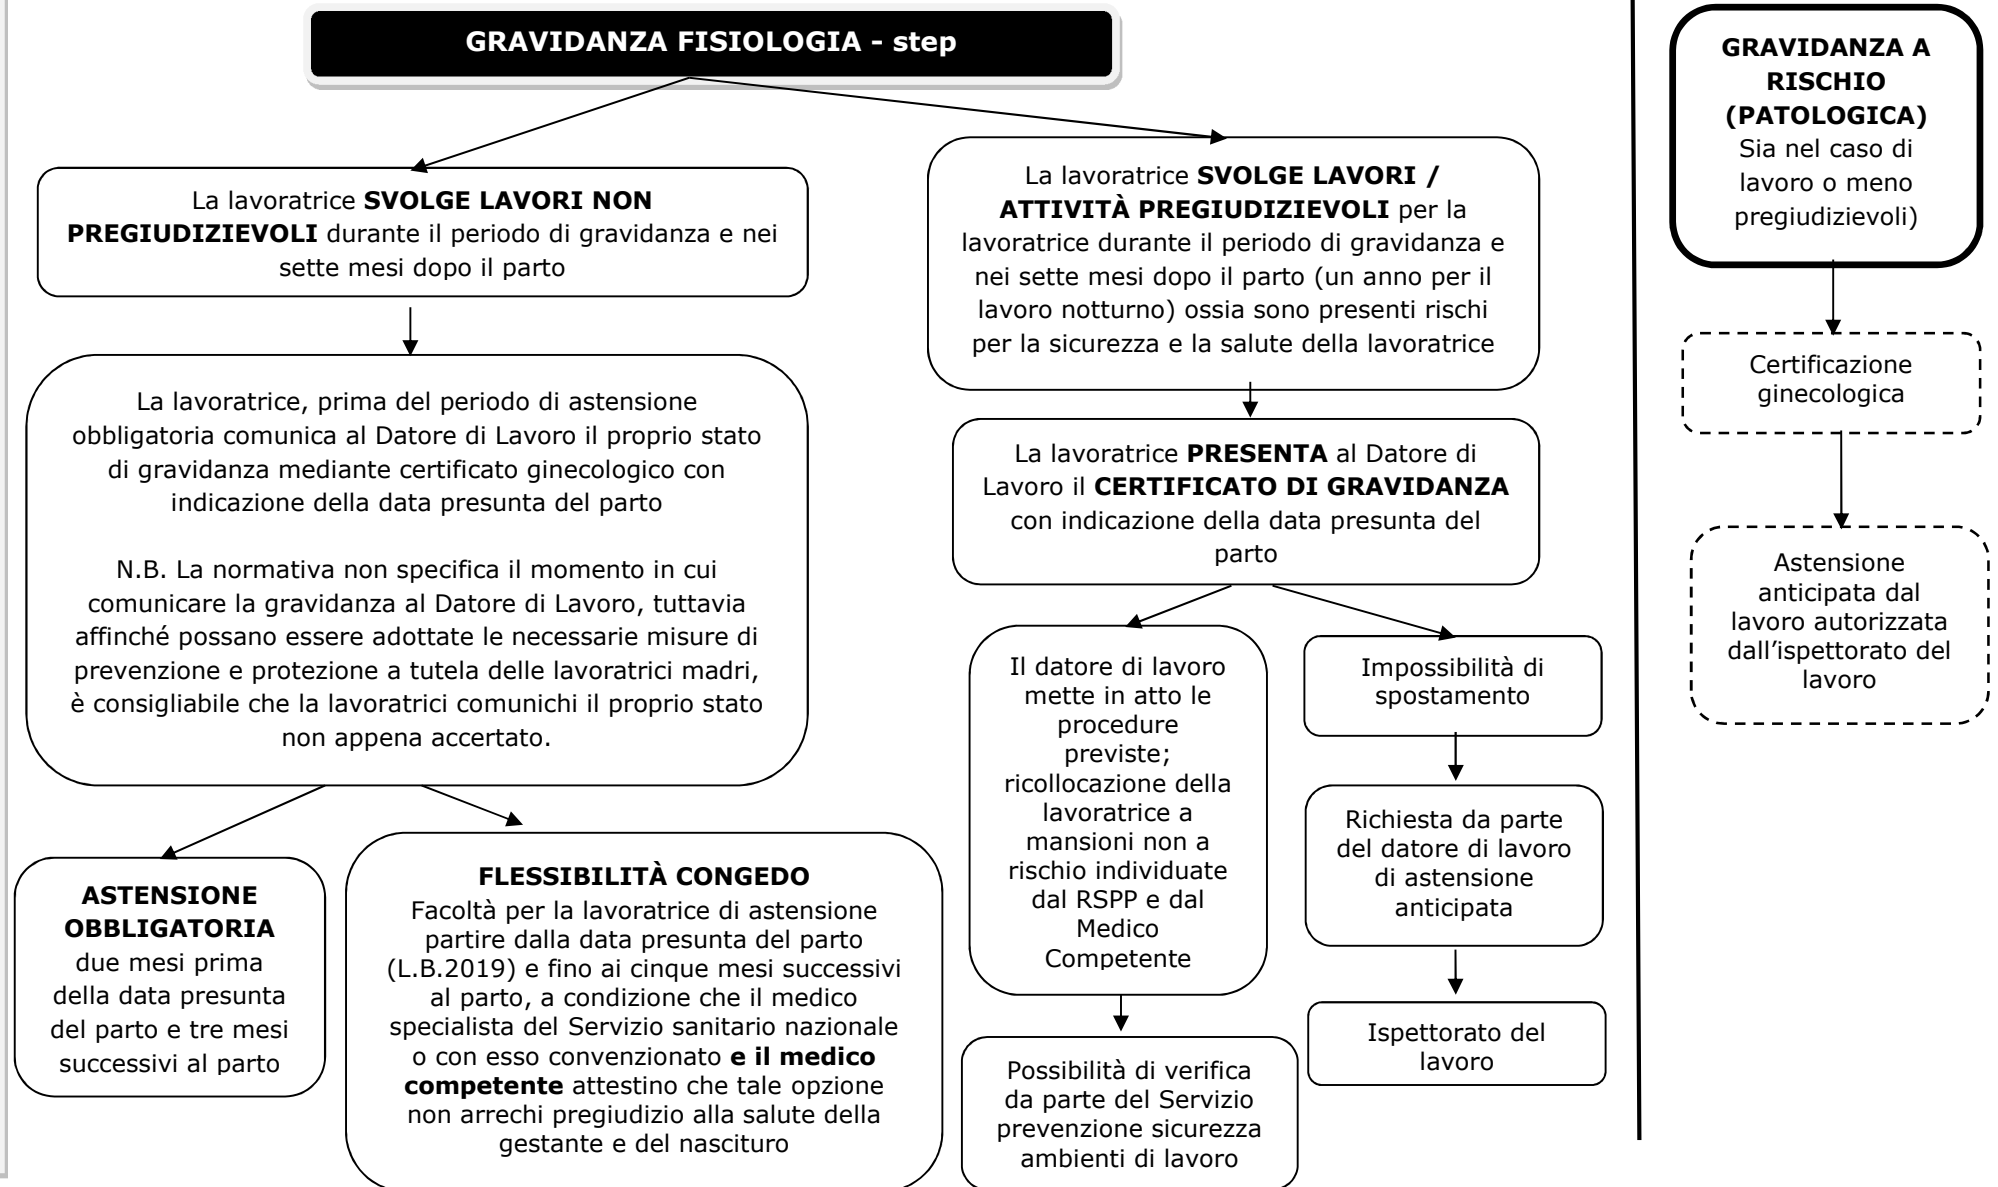 GRAVIDANZA FISIOLOGIA - step
La lavoratrice SVOLGE LAVORI NON
PREGIUDIZIEVOLI durante il periodo di gravidanza e nei
sette mesi dopo il parto
La lavoratrice, prima del periodo di astensione
obbligatoria comunica al Datore di Lavoro il proprio stato
di gravidanza mediante certificato ginecologico con
indicazione della data presunta del parto
N.B. La normativa non specifica il momento in cui
comunicare la gravidanza al Datore di Lavoro, tuttavia
affinché possano essere adottate le necessarie misure di
prevenzione e protezione a tutela delle lavoratrici madri,
è consigliabile che la lavoratrici comunichi il proprio stato
non appena accertato.
ASTENSIONE
OBBLIGATORIA
due mesi prima
della data presunta
del parto e tre mesi
successivi al parto
FLESSIBILITÀ CONGEDO
Facoltà per la lavoratrice di astensione
partire dalla data presunta del parto
(L.B.2019) e fino ai cinque mesi successivi
al parto, a condizione che il medico
specialista del Servizio sanitario nazionale
o con esso convenzionato e il medico
competente attestino che tale opzione
non arrechi pregiudizio alla salute della
gestante e del nascituro
La lavoratrice SVOLGE LAVORI /
ATTIVITÀ PREGIUDIZIEVOLI per la
lavoratrice durante il periodo di gravidanza e
nei sette mesi dopo il parto (un anno per il
lavoro notturno) ossia sono presenti rischi
per la sicurezza e la salute della lavoratrice
La lavoratrice PRESENTA al Datore di
Lavoro il CERTIFICATO DI GRAVIDANZA
con indicazione della data presunta del
parto
Il datore di lavoro
mette in atto le
procedure
previste;
ricollocazione della
lavoratrice a
mansioni non a
rischio individuate
dal RSPP e dal
Medico
Competente
Possibilità di verifica
da parte del Servizio
prevenzione sicurezza
ambienti di lavoro
Impossibilità di
spostamento
Richiesta da parte
del datore di lavoro
di astensione
anticipata
Ispettorato del
lavoro
GRAVIDANZA A
RISCHIO
(PATOLOGICA)
Sia nel caso di
lavoro o meno
pregiudizievoli)
Certificazione
ginecologica
Astensione
anticipata dal
lavoro autorizzata
dall’ispettorato del
lavoro